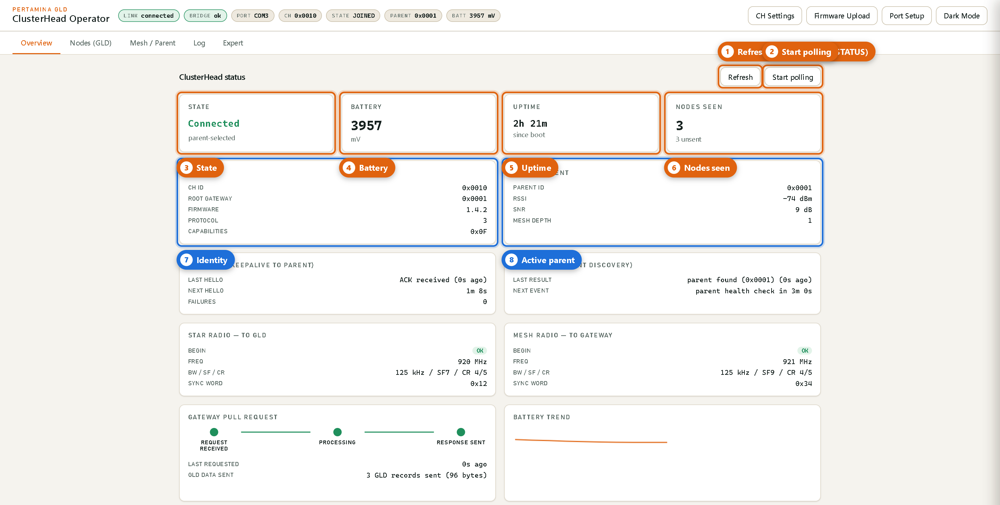 PERTAMINA GLD
ClusterHead Operator
LINK connected
BRIDGE ok
PORT COM3
CH 0x0010
STATE JOINED
PARENT 0x0001
BATT 3957 mV
CH Settings
Firmware Upload
Port Setup
Dark Mode
Overview
Nodes (GLD)
Mesh / Parent
Log
Expert
1 Refres
2 Start polling
STATUS)
ClusterHead status
Refresh
Start polling
STATE
Connected
parent-selected
BATTERY
3957
mV
UPTIME
2h 21m
since boot
NODES SEEN
3
3 unsent
3 State
4 Battery
5 Uptime
6 Nodes seen
CH ID 0x0010
ROOT GATEWAY 0x0001
FIRMWARE 1.4.2
PROTOCOL 3
CAPABILITIES 0x0F
ENT
PARENT ID 0x0001
RSSI -74 dBm
SNR 9 dB
MESH DEPTH 1
7 Identity
KEEPALIVE TO PARENT)
LAST HELLO ACK received (0s ago)
NEXT HELLO 1m 8s
FAILURES 0
8 Active parent
NT DISCOVERY)
LAST RESULT parent found (0x0001) (0s ago)
NEXT EVENT parent health check in 3m 0s
STAR RADIO — TO GLD
BEGIN OK
FREQ 920 MHz
BW / SF / CR 125 kHz / SF7 / CR 4/5
SYNC WORD 0x12
MESH RADIO — TO GATEWAY
BEGIN OK
FREQ 921 MHz
BW / SF / CR 125 kHz / SF9 / CR 4/5
SYNC WORD 0x34
GATEWAY PULL REQUEST
REQUEST
RECEIVED
PROCESSING
RESPONSE SENT
LAST REQUESTED 0s ago
GLD DATA SENT 3 GLD records sent (96 bytes)
BATTERY TREND